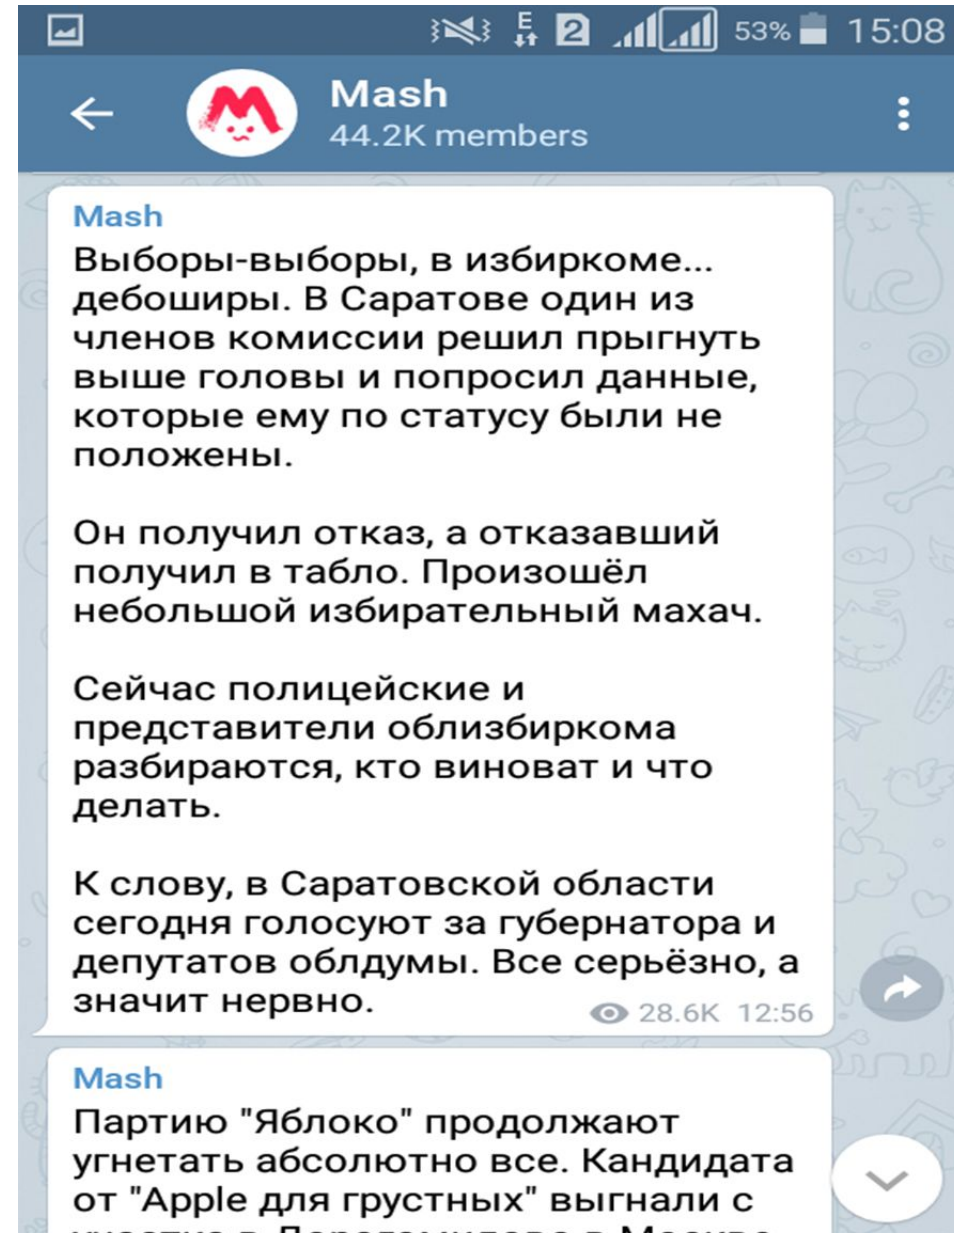 E
2
53%
15:08
Mash
44.2K members
Mash
Выборы-выборы, в избиркоме...
дебоширы. В Саратове один из
членов комиссии решил прыгнуть
выше головы и попросил данные,
которые ему по статусу были не
положены.
Он получил отказ, а отказавший
получил в табло. Произошёл
небольшой избирательный махач.
Сейчас полицейские и
представители облизбиркома
разбираются, кто виноват и что
делать.
К слову, в Саратовской области
сегодня голосуют за губернатора и
депутатов облдумы. Все серьёзно, а
значит нервно.
28.6K 12:56
Mash
Партию "Яблоко" продолжают
угнетать абсолютно все. Кандидата
от "Apple для грустных" выгнали с